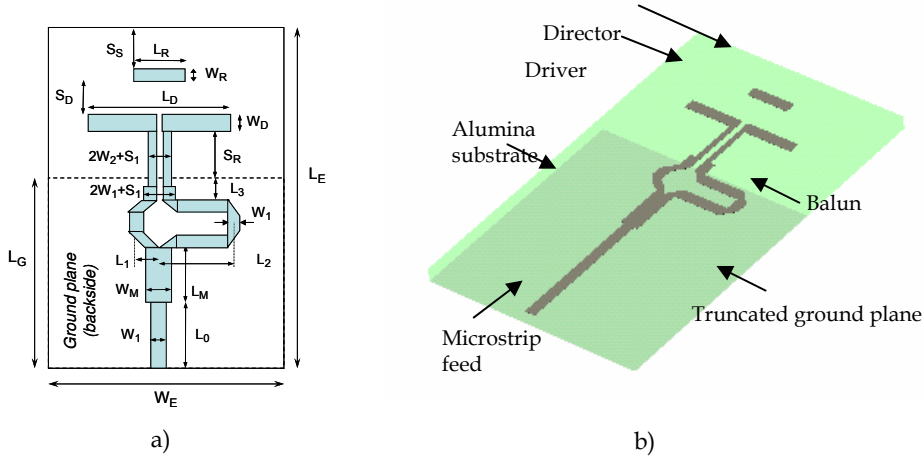 S_S
L_R
W_R
S_D
L_D
W_D
2W_2+S_1
S_R
L_E
2W_1+S_1
L_3
W_1
L_G
L_1
L_2
Ground plane
(backside)
W_M
L_M
W_1
L_0
W_E
a)
Director
Driver
Alumina
substrate
Balun
Truncated ground plane
Microstrip
feed
b)